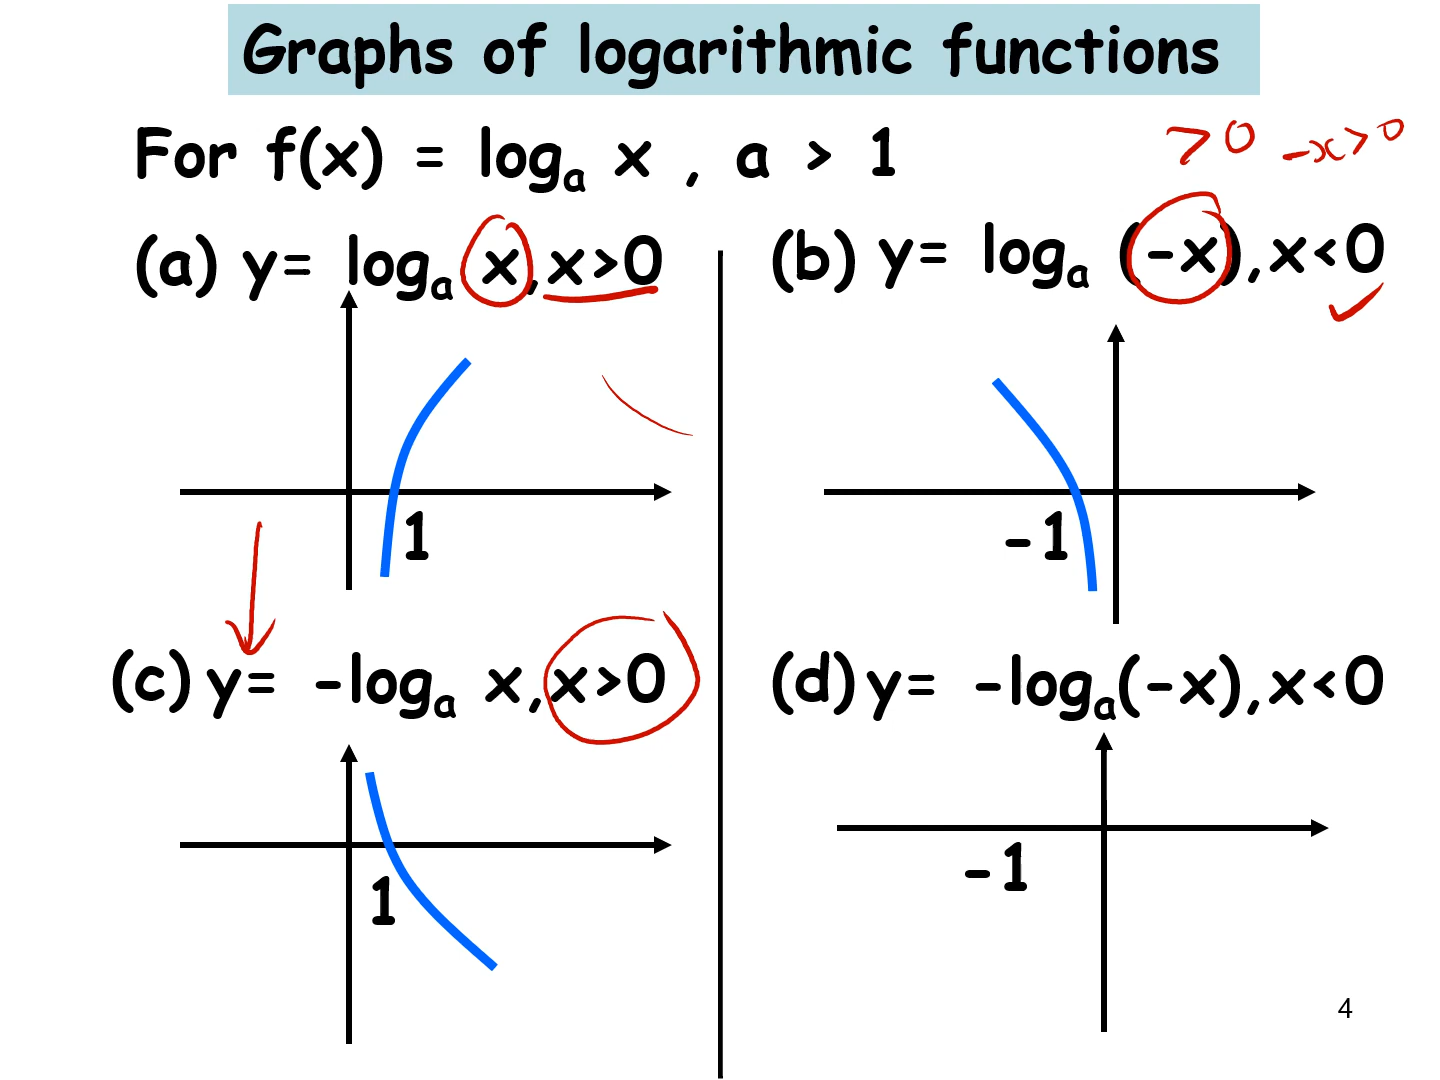 Graphs of logarithmic functions
For f(x) = logₐ x , a > 1
>0 -x>0
(a) y= logₐ x, x>0
(b) y= logₐ (-x), x<0
1
-1
(c) y= -logₐ x, x>0
(d) y= -logₐ(-x), x<0
1
-1
4